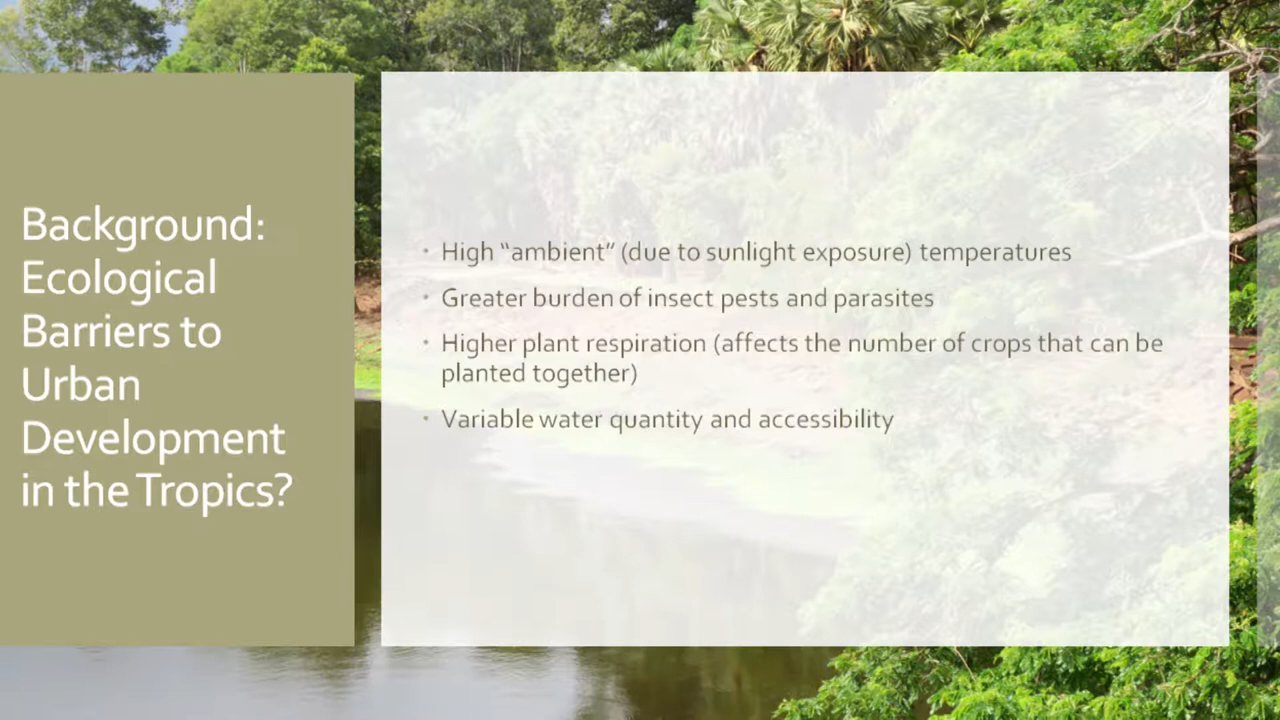 Background:
Ecological
Barriers to
Urban
Development
in the Tropics?
• High “ambient” (due to sunlight exposure) temperatures
• Greater burden of insect pests and parasites
• Higher plant respiration (affects the number of crops that can be
planted together)
• Variable water quantity and accessibility